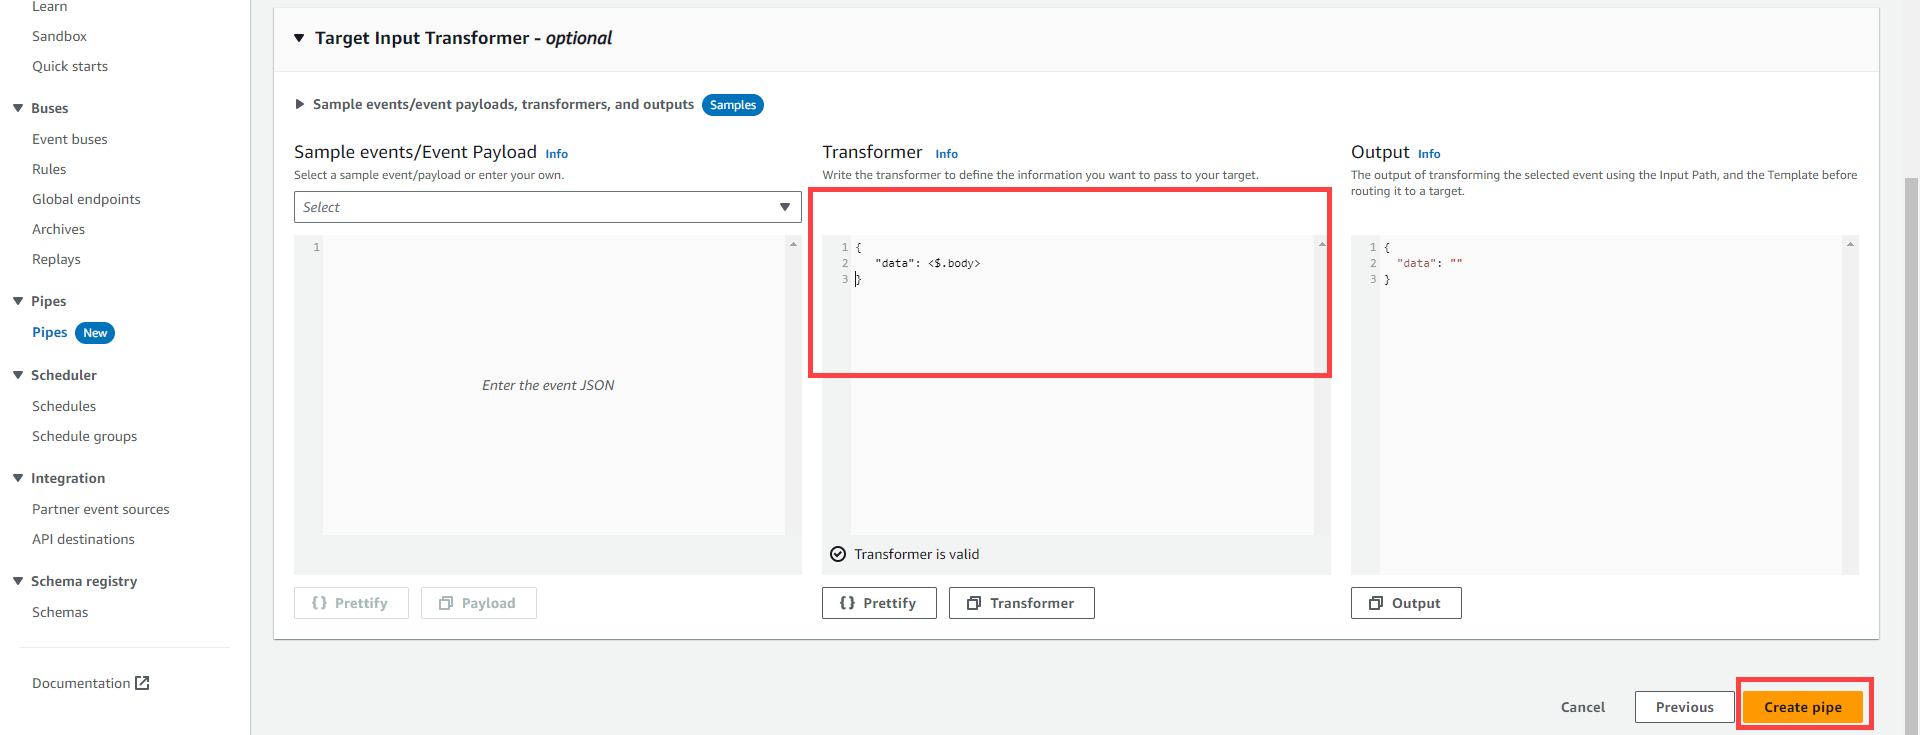 Learn
Sandbox
Quick starts
Buses
Event buses
Rules
Global endpoints
Archives
Replays
Pipes
Pipes New
Scheduler
Schedules
Schedule groups
Integration
Partner event sources
API destinations
Schema registry
Schemas
Documentation
Target Input Transformer - optional
Sample events/event payloads, transformers, and outputs Samples
Sample events/Event Payload Info
Select a sample event/payload or enter your own.
Select
1
Enter the event JSON
{} Prettify Payload
Transformer Info
Write the transformer to define the information you want to pass to your target.
1 {
2 "data": <$.body>
3 }
Transformer is valid
{} Prettify Transformer
Output Info
The output of transforming the selected event using the Input Path, and the Template before
routing it to a target.
1 {
2 "data": ""
3 }
Output
Cancel Previous Create pipe